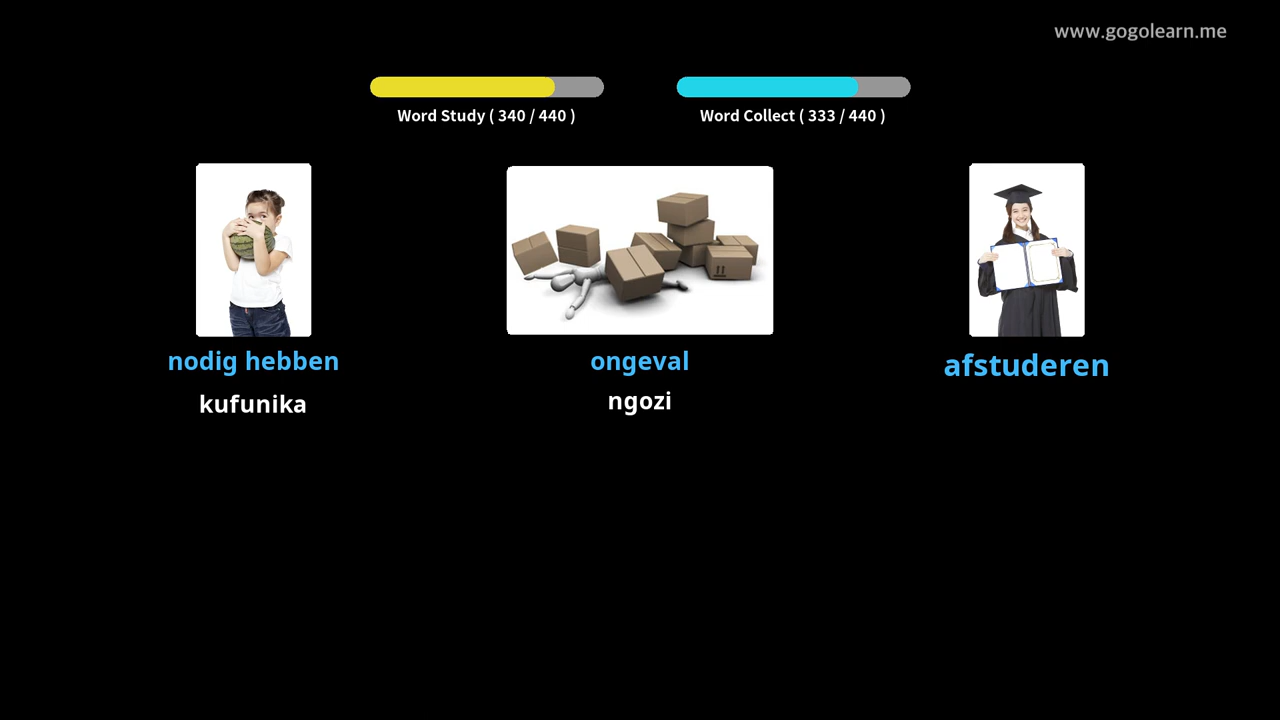 www.gogolearn.me
Word Study ( 340 / 440 )
Word Collect ( 333 / 440 )
nodig hebben
ongeval
afstuderen
kufunika
ngozi